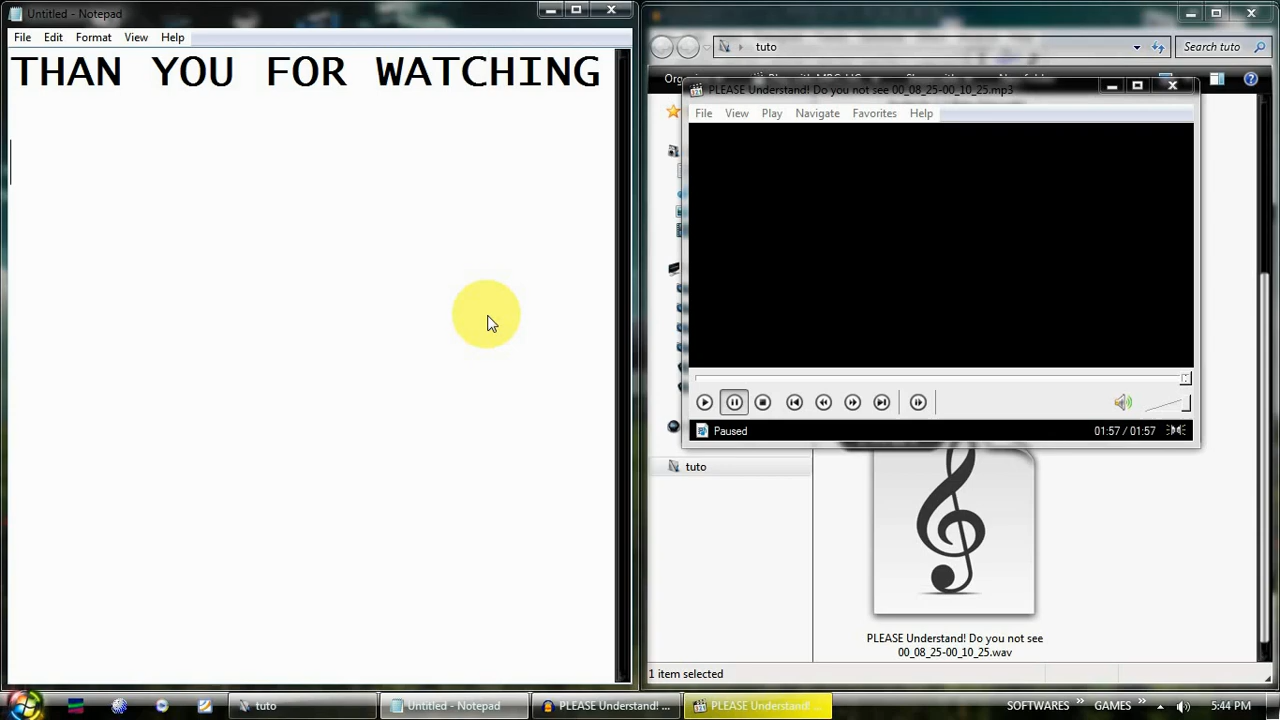 Untitled - Notepad
File Edit Format View Help
THAN YOU FOR WATCHING
tuto
Search tuto
PLEASE Understand! Do you not see 00_08_25-00_10_25.mp3
File View Play Navigate Favorites Help
Paused
01:57 / 01:57
tuto
PLEASE Understand! Do you not see
00_08_25-00_10_25.wav
1 item selected
tuto
Untitled - Notepad
PLEASE Understand! ...
PLEASE Understand! ...
SOFTWARES
GAMES
5:44 PM